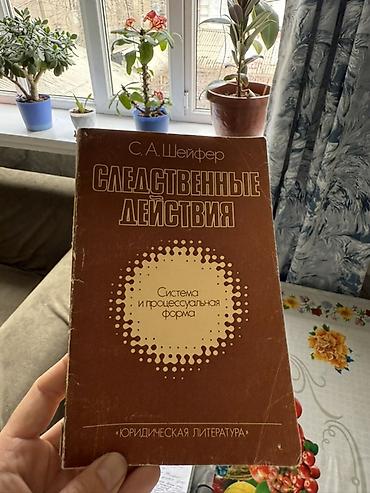 С. А. Шейфер
СЛЕДСТВЕННЫЕ
ДЕЙСТВИЯ
Система
и процессуальная
форма
«ЮРИДИЧЕСКАЯ ЛИТЕРАТУРА»